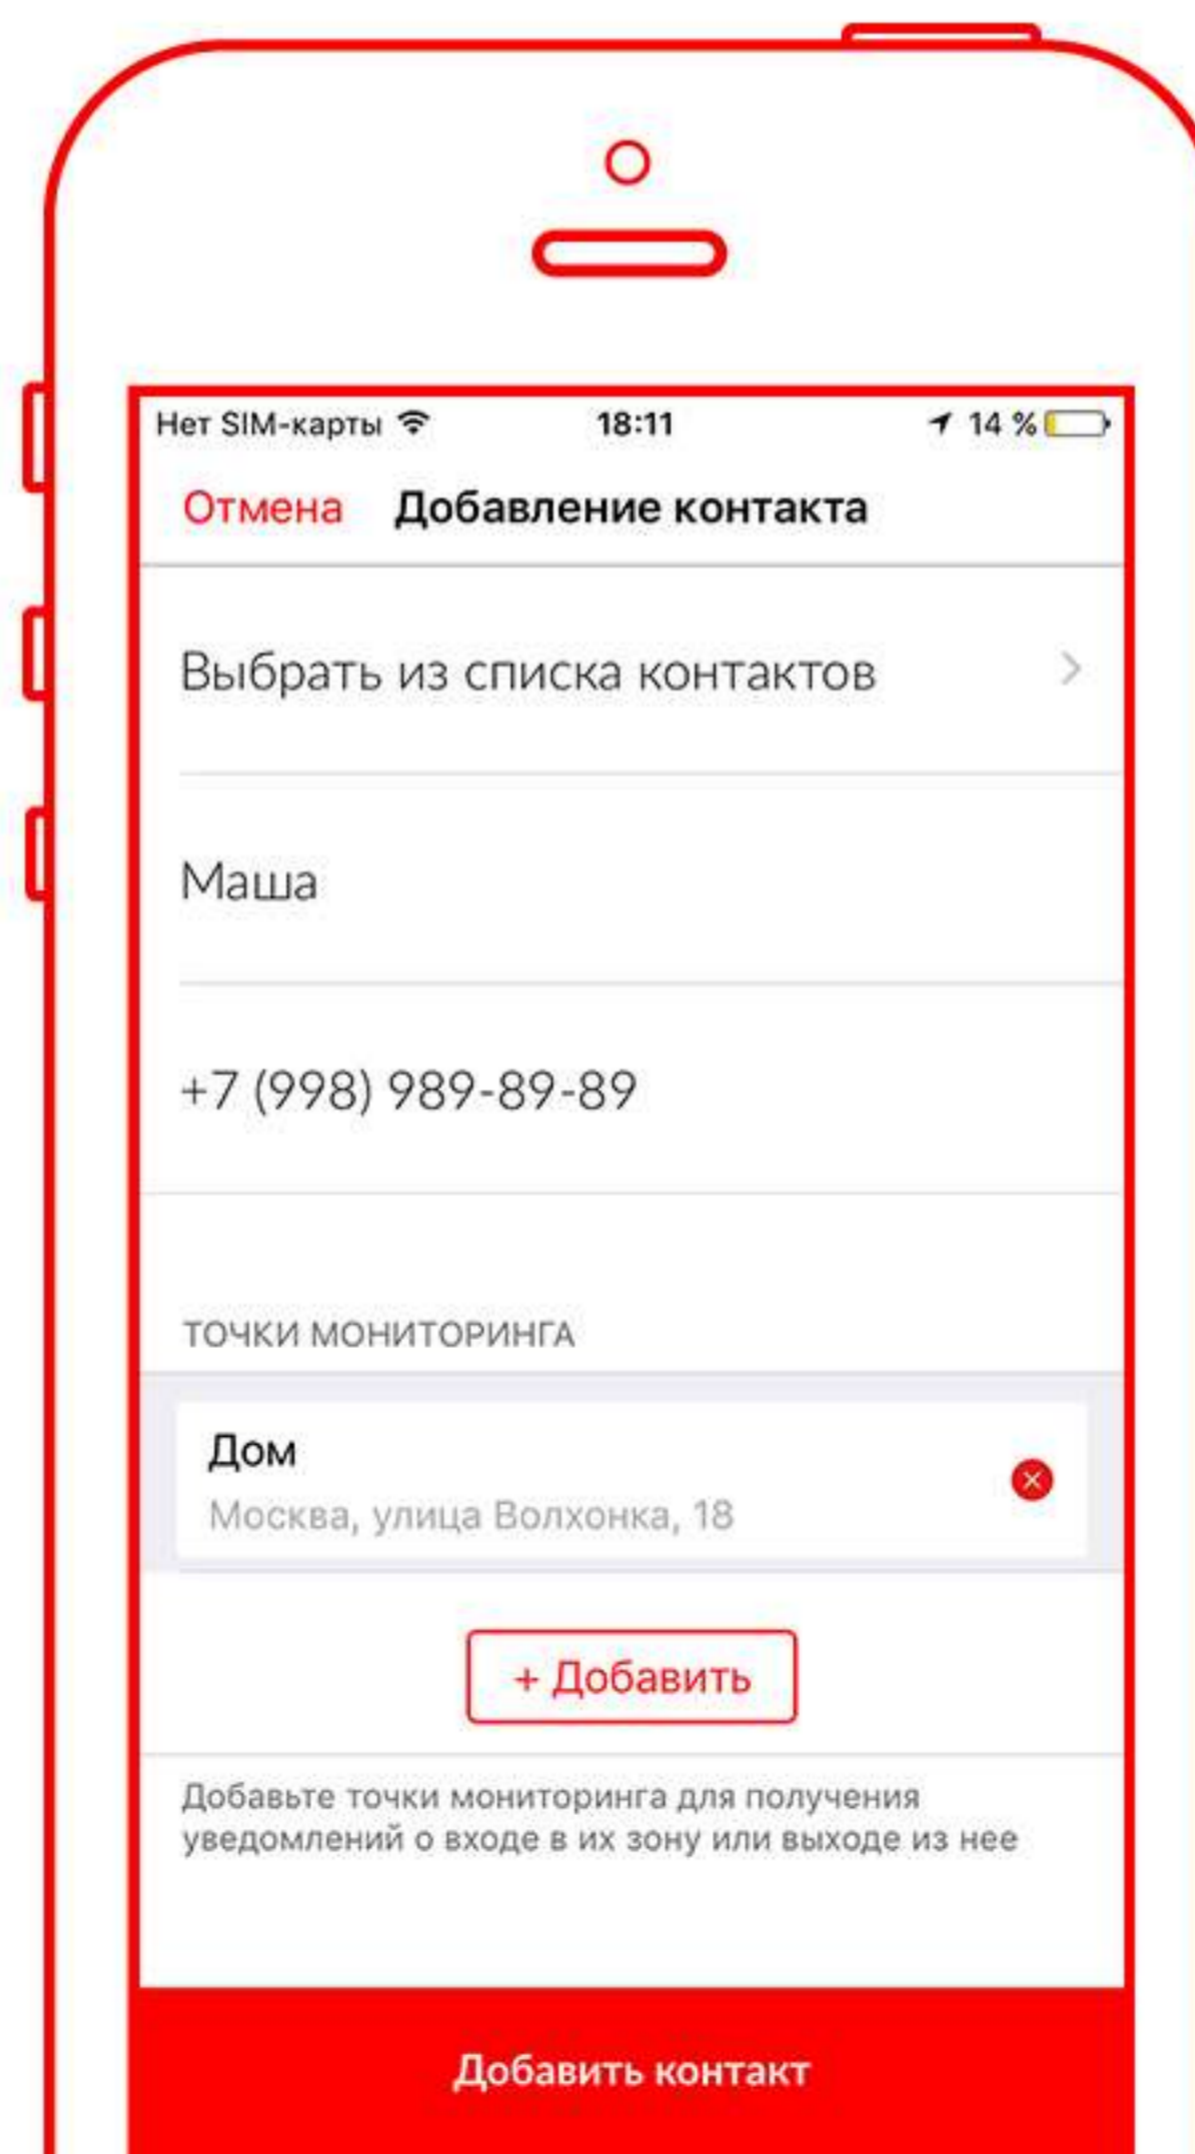 Нет SIM-карты 18:11 14 %
Отмена Добавление контакта
Выбрать из списка контактов
Маша
+7 (998) 989-89-89
ТОЧКИ МОНИТОРИНГА
Дом
Москва, улица Волхонка, 18
+ Добавить
Добавьте точки мониторинга для получения
уведомлений о входе в их зону или выходе из нее
Добавить контакт